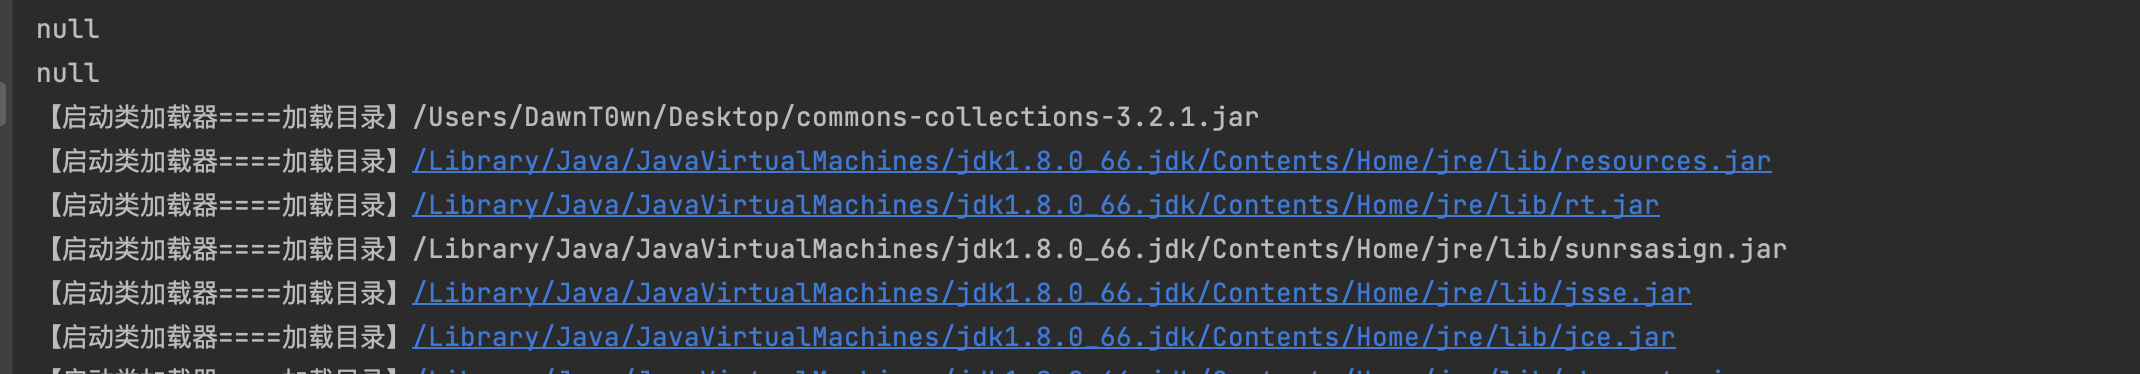 null
null
【启动类加载器====加载目录】/Users/DawnT0wn/Desktop/commons-collections-3.2.1.jar
【启动类加载器====加载目录】/Library/Java/JavaVirtualMachines/jdk1.8.0_66.jdk/Contents/Home/jre/lib/resources.jar
【启动类加载器====加载目录】/Library/Java/JavaVirtualMachines/jdk1.8.0_66.jdk/Contents/Home/jre/lib/rt.jar
【启动类加载器====加载目录】/Library/Java/JavaVirtualMachines/jdk1.8.0_66.jdk/Contents/Home/jre/lib/sunrsasign.jar
【启动类加载器====加载目录】/Library/Java/JavaVirtualMachines/jdk1.8.0_66.jdk/Contents/Home/jre/lib/jsse.jar
【启动类加载器====加载目录】/Library/Java/JavaVirtualMachines/jdk1.8.0_66.jdk/Contents/Home/jre/lib/jce.jar